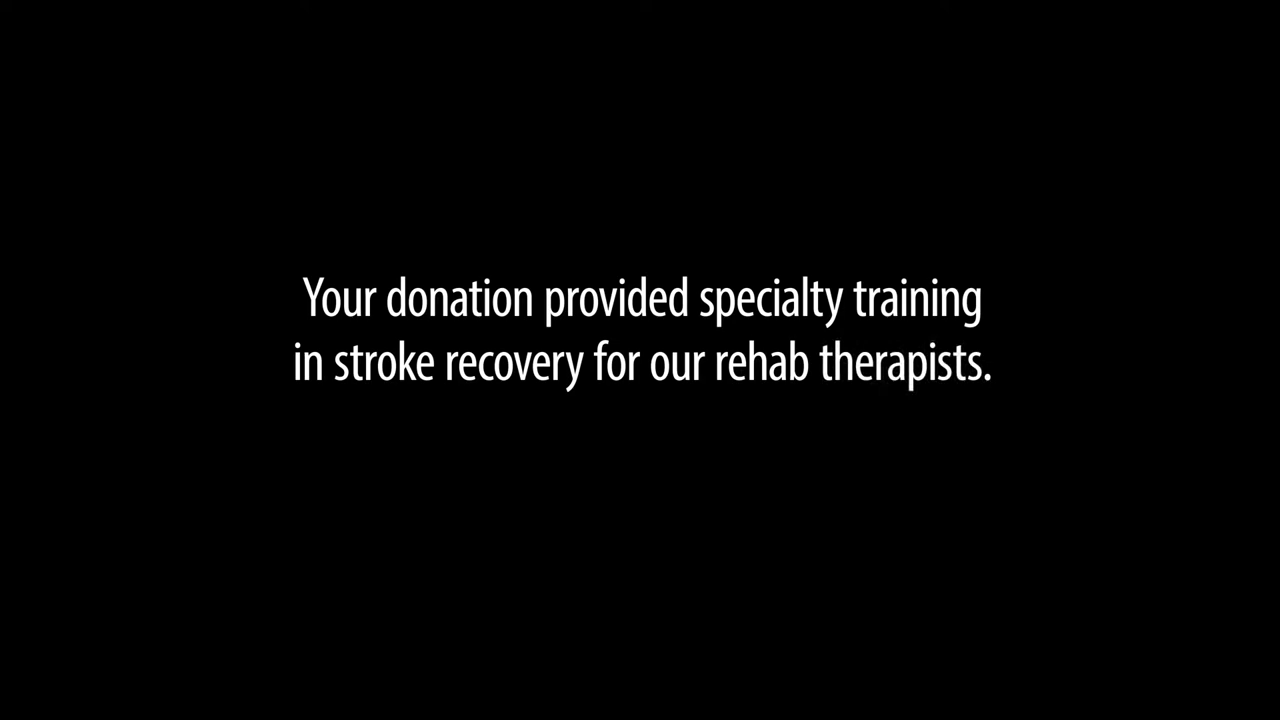 Your donation provided specialty training
in stroke recovery for our rehab therapists.